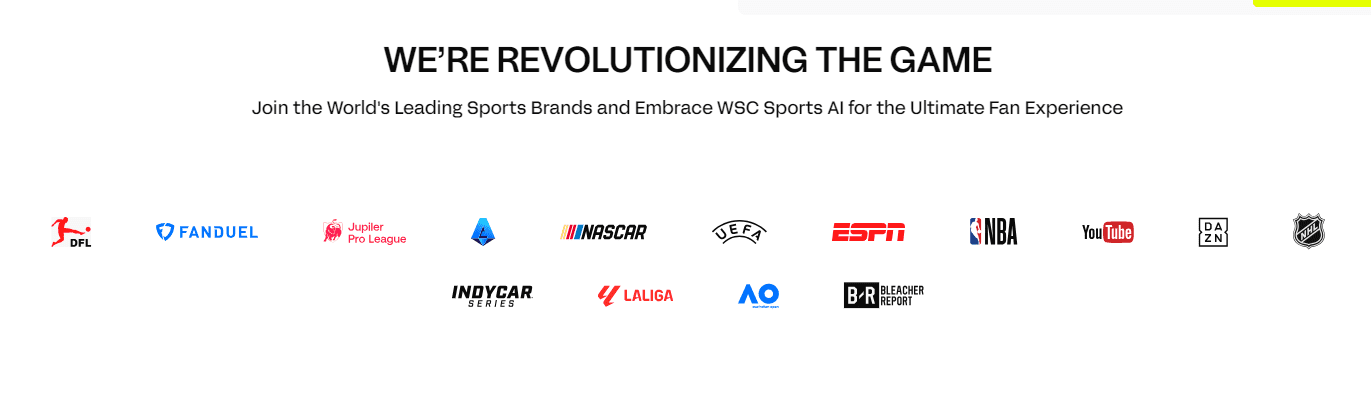 WE'RE REVOLUTIONIZING THE GAME
Join the World's Leading Sports Brands and Embrace WSC Sports AI for the Ultimate Fan Experience
DFL
FANDUEL
Jupiler
Pro League
NASCAR
UEFA
ESPN
NBA
YouTube
DA
ZN
NHL
INDYCAR
SERIES
LALIGA
AO
B/R BLEACHER
REPORT